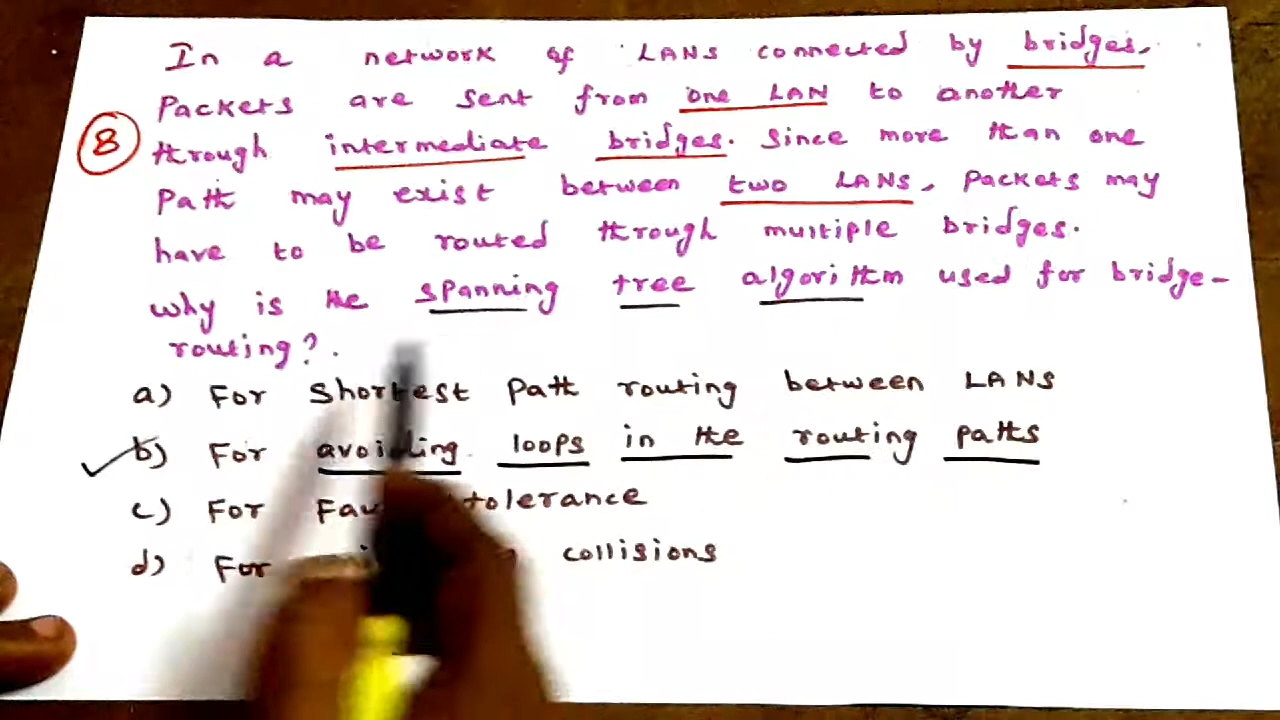 In a network of LANs connected by bridges,
Packets are sent from one LAN to another
⑧ through intermediate bridges. Since more than one
Path may exist between two LANs, Packets may
have to be routed through multiple bridges.
why is the spanning tree algorithm used for bridge-
routing?.
a) For shortest Path routing between LANs
b) For avoiding loops in the routing paths
c) For tolerance
d) For collisions